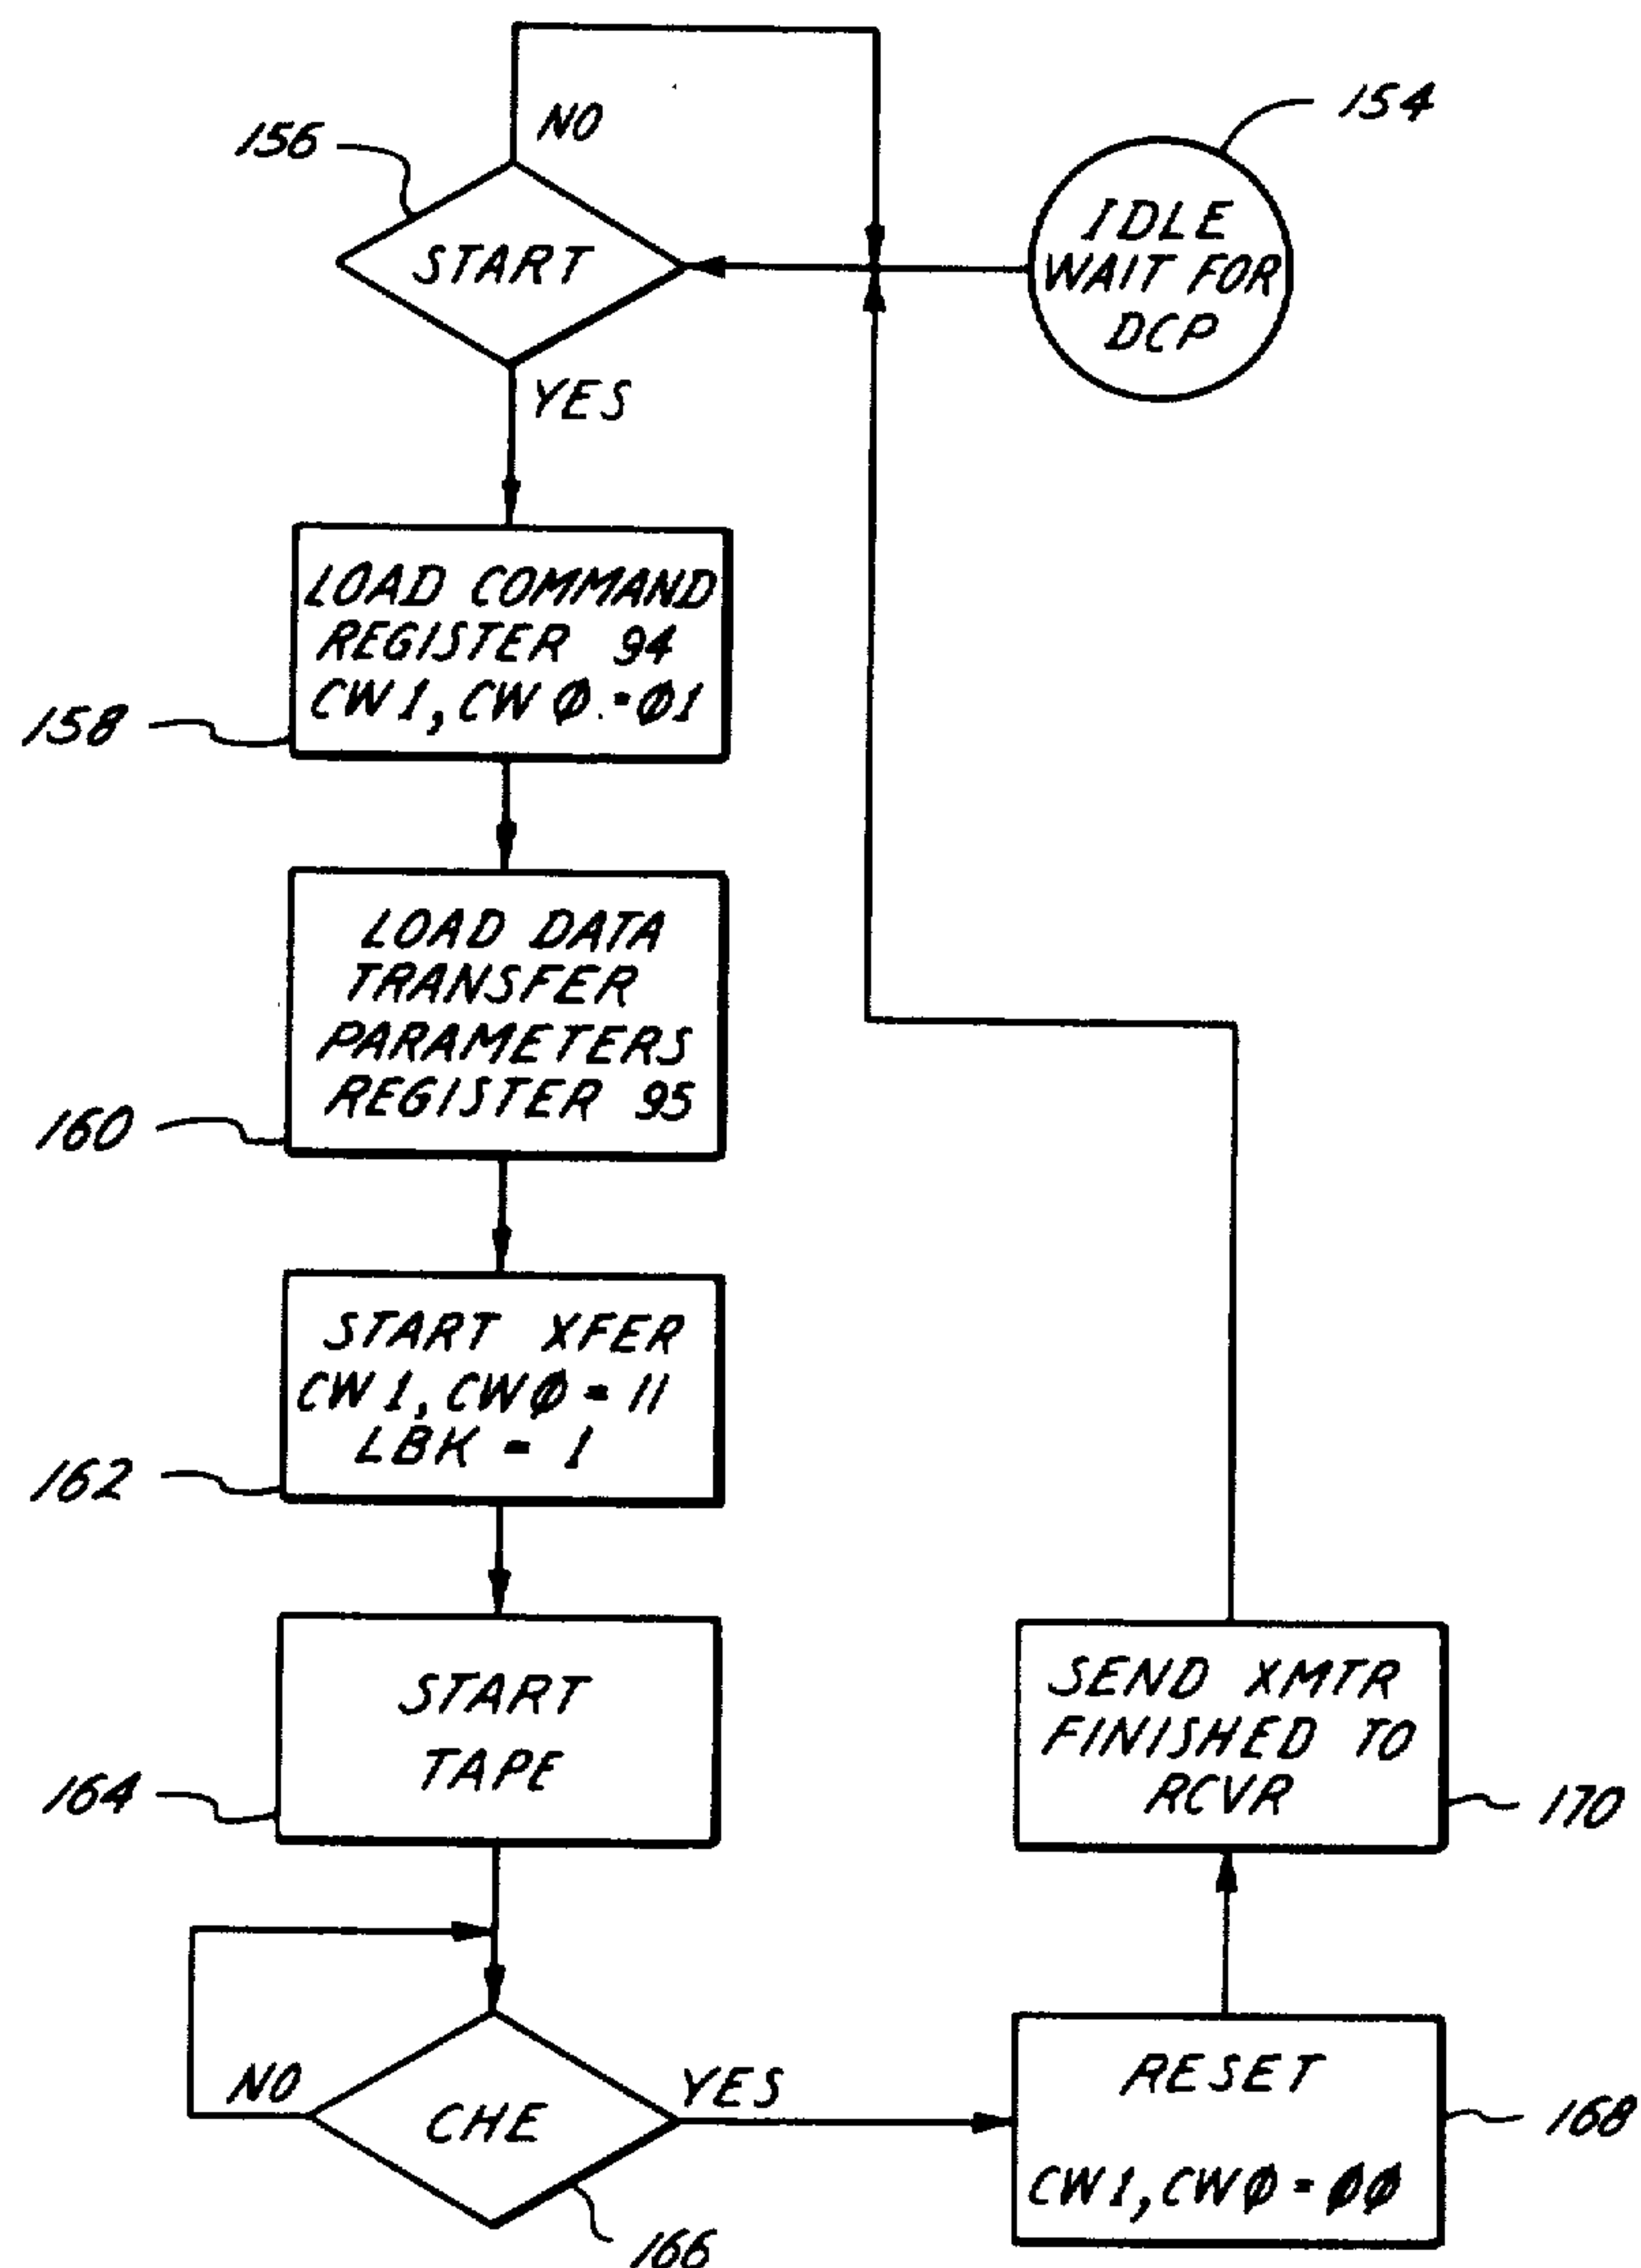 NO
154
156
START
IDLE
WAIT FOR
DCP
YES
LOAD COMMAND
REGISTER 94
CW1, CWØ = Ø1
158
LOAD DATA
TRANSFER
PARAMETERS
REGISTER 95
160
START XFER
CW1, CWØ = 11
LBK = 1
162
START
TAPE
164
SEND XMTR
FINISHED TO
RCVR
170
NO
CHE
YES
166
RESET
CW1, CWØ = ØØ
168